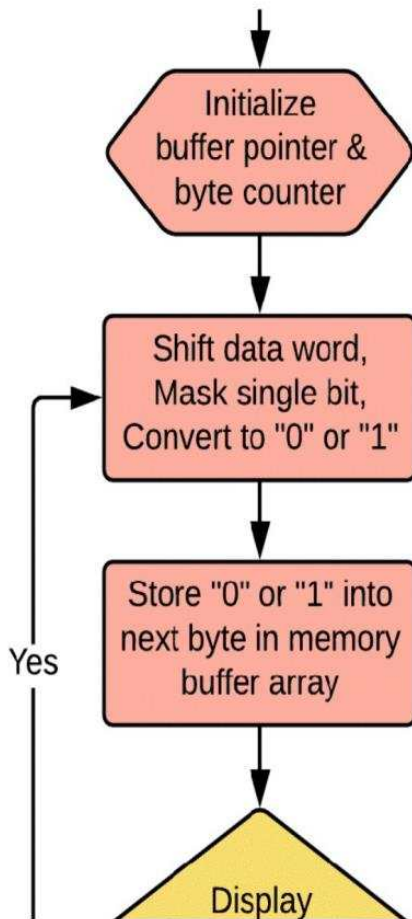 Initialize
buffer pointer &
byte counter
Shift data word,
Mask single bit,
Convert to "0" or "1"
Store "0" or "1" into
next byte in memory
buffer array
Yes
Display